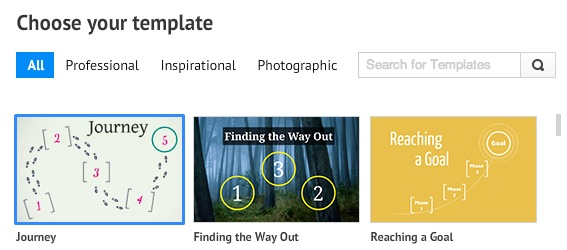 Choose your template
All Professional Inspirational Photographic Search for Templates
Journey
5
2
3
1
4
Journey
Finding the Way Out
3
1
2
Finding the Way Out
Reaching
a Goal
Goal
Phase
3
Phase
2
Phase
1
Reaching a Goal